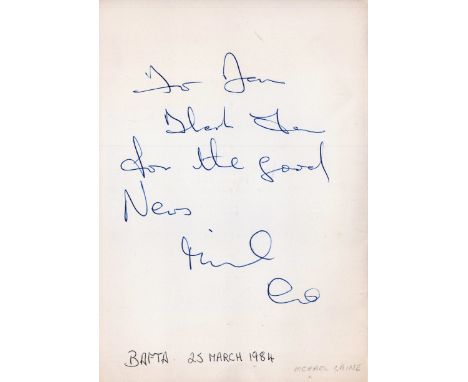 To Jan
Thank You
for the good
News
BAFTA 25 MARCH 1984
MICHAEL CAINE